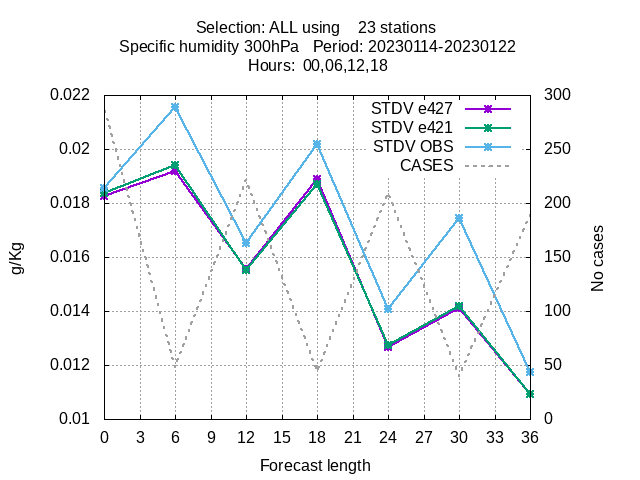 Selection: ALL using    23 stations
Specific humidity 300hPa   Period: 20230114-20230122
Hours:  00,06,12,18
0.022
0.02
0.018
0.016
0.014
0.012
0.01
g/Kg
STDV e427
STDV e421
STDV OBS
CASES
300
250
200
150
100
50
0
No cases
0 3 6 9 12 15 18 21 24 27 30 33 36
Forecast length